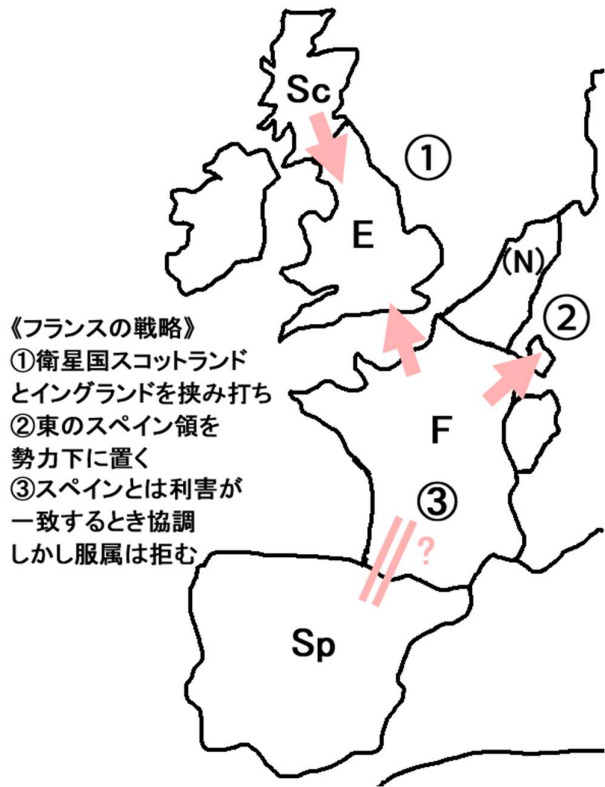 Sc
①
E
(N)
②
《フランスの戦略》
①衛星国スコットランド
とイングランドを挟み打ち
②東のスペイン領を
勢力下に置く
③スペインとは利害が
一致するとき協調
しかし服属は拒む
F
③
?
Sp